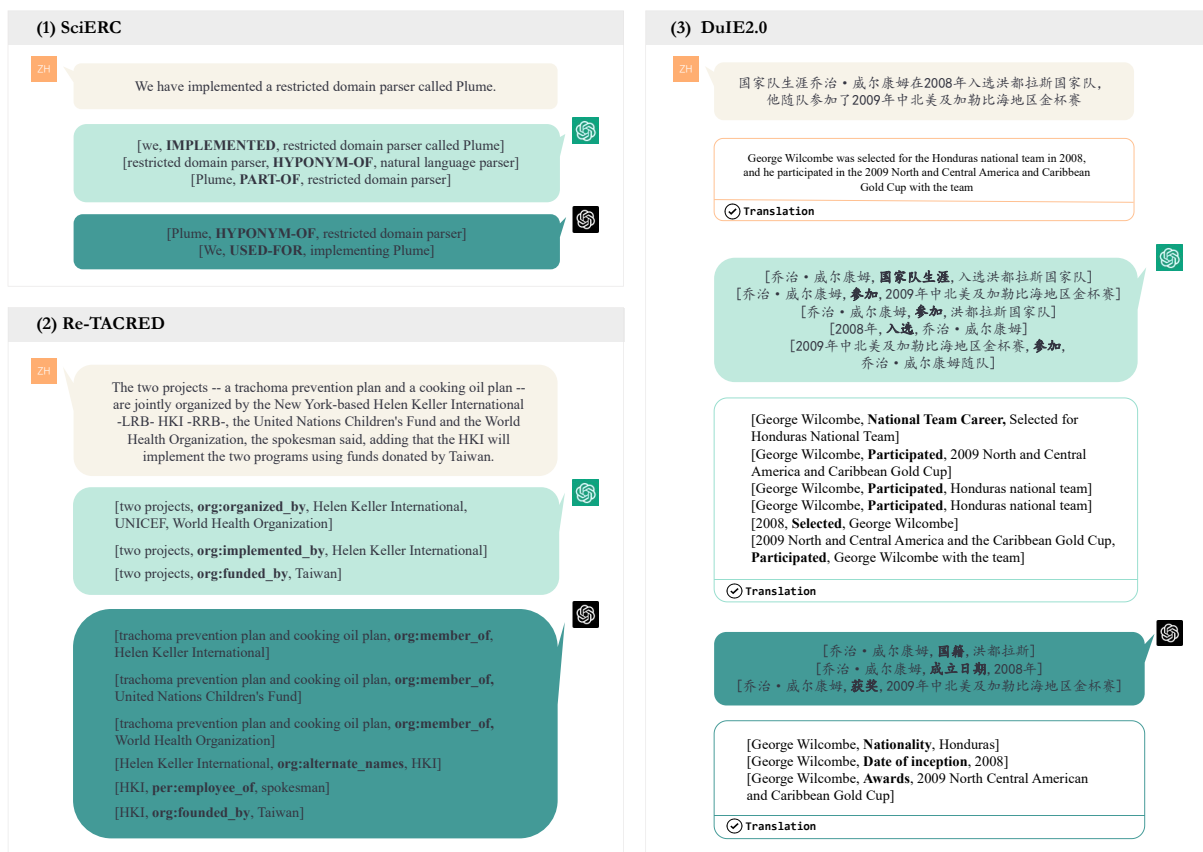 (1) SciERC
ZH
We have implemented a restricted domain parser called Plume.
[we, IMPLEMENTED, restricted domain parser called Plume]
[restricted domain parser, HYPONYM-OF, natural language parser]
[Plume, PART-OF, restricted domain parser]
[Plume, HYPONYM-OF, restricted domain parser]
[We, USED-FOR, implementing Plume]
(2) Re-TACRED
ZH
The two projects -- a trachoma prevention plan and a cooking oil plan --
are jointly organized by the New York-based Helen Keller International
-LRB- HKI -RRB-, the United Nations Children's Fund and the World
Health Organization, the spokesman said, adding that the HKI will
implement the two programs using funds donated by Taiwan.
[two projects, org:organized_by, Helen Keller International,
UNICEF, World Health Organization]
[two projects, org:implemented_by, Helen Keller International]
[two projects, org:funded_by, Taiwan]
[trachoma prevention plan and cooking oil plan, org:member_of,
Helen Keller International]
[trachoma prevention plan and cooking oil plan, org:member_of,
United Nations Children's Fund]
[trachoma prevention plan and cooking oil plan, org:member_of,
World Health Organization]
[Helen Keller International, org:alternate_names, HKI]
[HKI, per:employee_of, spokesman]
[HKI, org:founded_by, Taiwan]
(3) DuIE2.0
ZH
国家队生涯乔治・威尔康姆在2008年入选洪都拉斯国家队，
他随队参加了2009年中北美及加勒比海地区金杯赛
George Wilcombe was selected for the Honduras national team in 2008,
and he participated in the 2009 North and Central America and Caribbean
Gold Cup with the team
Translation
[乔治・威尔康姆, 国家队生涯, 入选洪都拉斯国家队]
[乔治・威尔康姆, 参加, 2009年中北美及加勒比海地区金杯赛]
[乔治・威尔康姆, 参加, 洪都拉斯国家队]
[2008年, 入选, 乔治・威尔康姆]
[2009年中北美及加勒比海地区金杯赛, 参加,
乔治・威尔康姆随队]
[George Wilcombe, National Team Career, Selected for
Honduras National Team]
[George Wilcombe, Participated, 2009 North and Central
America and Caribbean Gold Cup]
[George Wilcombe, Participated, Honduras national team]
[George Wilcombe, Participated, Honduras national team]
[2008, Selected, George Wilcombe]
[2009 North and Central America and the Caribbean Gold Cup,
Participated, George Wilcombe with the team]
Translation
[乔治・威尔康姆, 国籍, 洪都拉斯]
[乔治・威尔康姆, 成立日期, 2008年]
[乔治・威尔康姆, 获奖, 2009年中北美及加勒比海地区金杯赛]
[George Wilcombe, Nationality, Honduras]
[George Wilcombe, Date of inception, 2008]
[George Wilcombe, Awards, 2009 North Central American
and Caribbean Gold Cup]
Translation